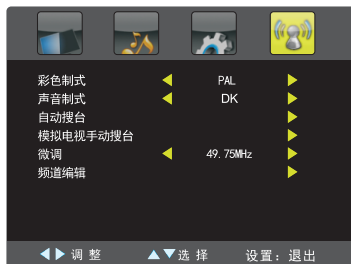 彩色制式 PAL
声音制式 DK
自动搜台
模拟电视手动搜台
微调 49.75MHz
频道编辑
调整 选择 设置：退出